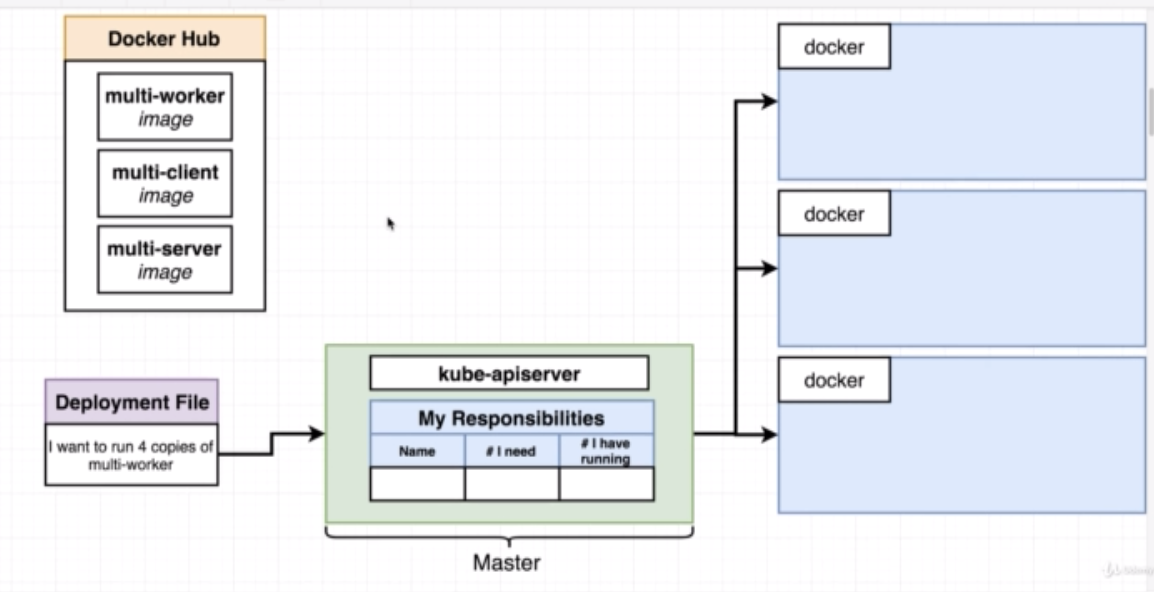 Docker Hub
multi-worker
image
multi-client
image
multi-server
image
Deployment File
I want to run 4 copies of
multi-worker
kube-apiserver
My Responsibilities
Name
# I need
# I have
running
Master
docker
docker
docker